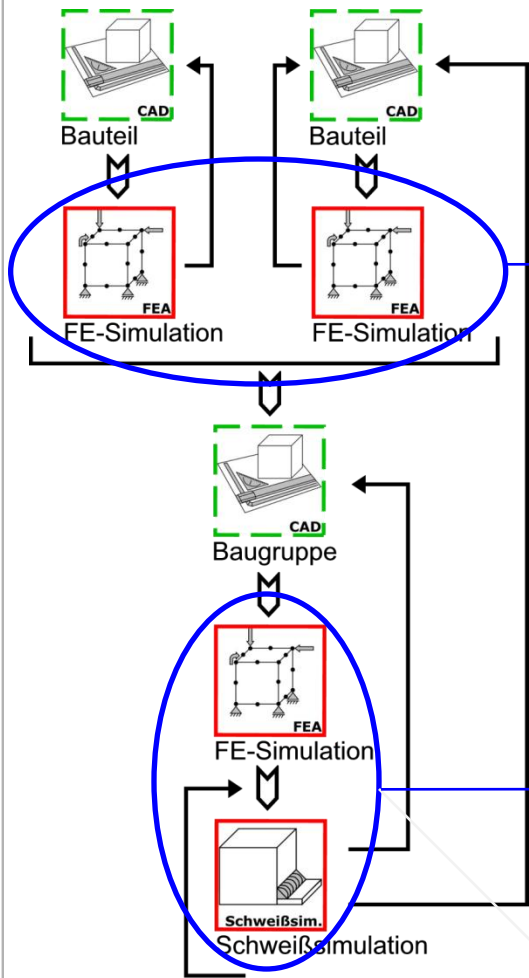 CAD
CAD
Bauteil
Bauteil
FEA
FEA
FE-Simulation
FE-Simulation
CAD
Baugruppe
FEA
FE-Simulation
Schweißsim.
Schweißsimulation